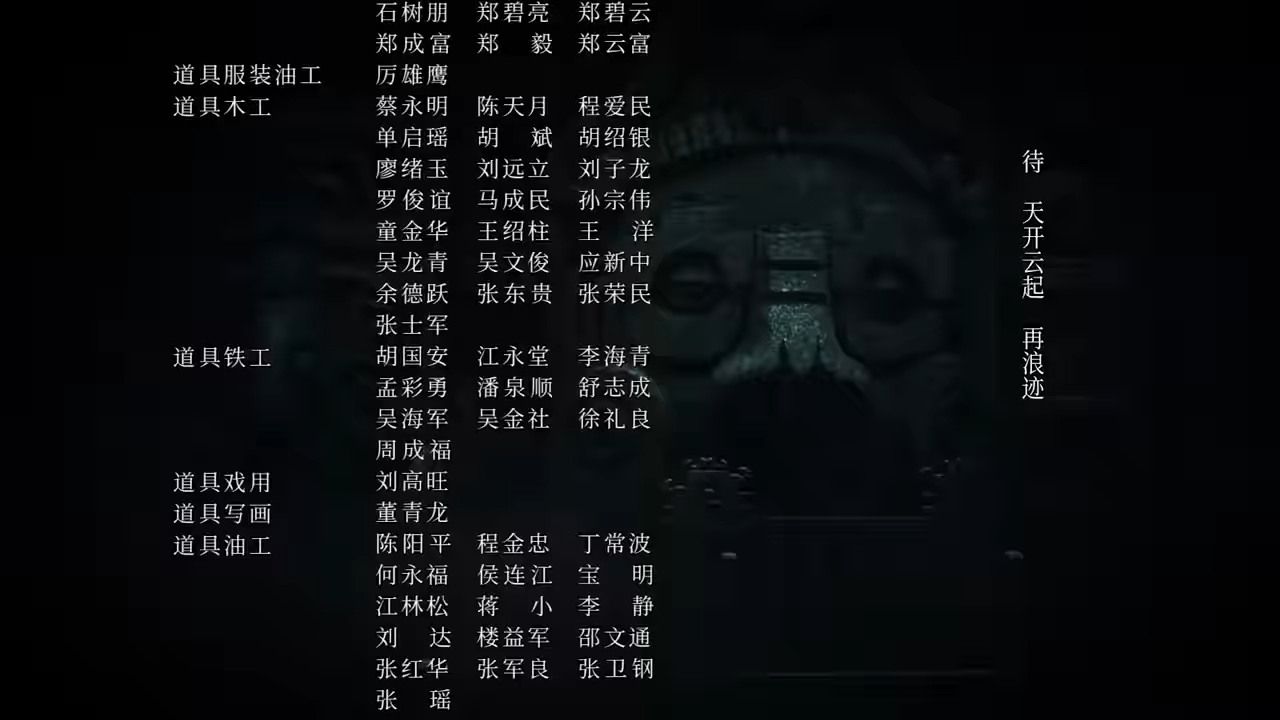 石树朋 郑碧亮 郑碧云
郑成富 郑 毅 郑云富
道具服装油工 厉雄鹰
道具木工 蔡永明 陈天月 程爱民
单启瑶 胡 斌 胡绍银
廖绪玉 刘远立 刘子龙
罗俊谊 马成民 孙宗伟
童金华 王绍柱 王 洋
吴龙青 吴文俊 应新中
余德跃 张东贵 张荣民
张士军
道具铁工 胡国安 江永堂 李海青
孟彩勇 潘泉顺 舒志成
吴海军 吴金社 徐礼良
周成福
道具戏用 刘高旺
道具写画 董青龙
道具油工 陈阳平 程金忠 丁常波
何永福 侯连江 宝 明
江林松 蒋 小 李 静
刘 达 楼益军 邵文通
张红华 张军良 张卫钢
张 瑶
待 天开云起 再浪迹